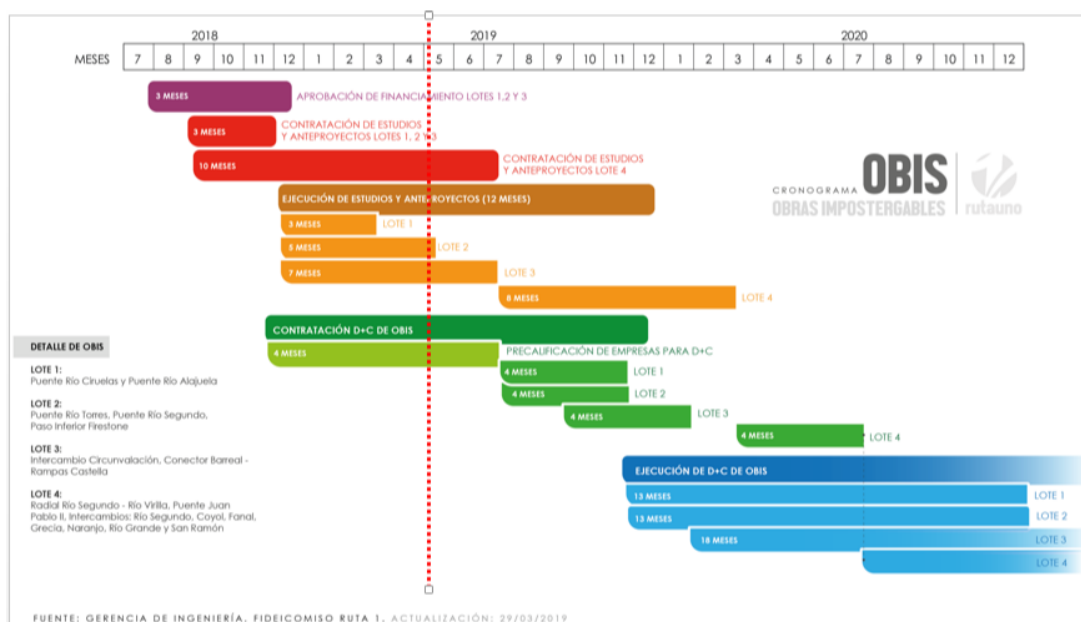 2018 2019 2020
MESES 7 8 9 10 11 12 1 2 3 4 5 6 7 8 9 10 11 12 1 2 3 4 5 6 7 8 9 10 11 12
3 MESES APROBACIÓN DE FINANCIAMIENTO LOTES 1,2 Y 3
3 MESES CONTRATACIÓN DE ESTUDIOS
Y ANTEPROYECTOS LOTES 1, 2 Y 3
10 MESES CONTRATACIÓN DE ESTUDIOS
Y ANTEPROYECTOS LOTE 4
CRONOGRAMA OBIS
OBRAS IMPOSTERGABLES
rutauno
EJECUCIÓN DE ESTUDIOS Y ANTEPROYECTOS (12 MESES)
3 MESES LOTE 1
5 MESES LOTE 2
7 MESES LOTE 3
8 MESES LOTE 4
CONTRATACIÓN D+C DE OBIS
4 MESES PRECALIFICACIÓN DE EMPRESAS PARA D+C
4 MESES LOTE 1
4 MESES LOTE 2
4 MESES LOTE 3
4 MESES LOTE 4
EJECUCIÓN DE D+C DE OBIS
13 MESES LOTE 1
13 MESES LOTE 2
18 MESES LOTE 3
LOTE 4
DETALLE DE OBIS
LOTE 1:
Puente Río Ciruelas y Puente Río Alajuela
LOTE 2:
Puente Río Torres, Puente Río Segundo,
Paso Inferior Firestone
LOTE 3:
Intercambio Circunvalación, Conector Barreal -
Rampas Castella
LOTE 4:
Radial Río Segundo - Río Virilla, Puente Juan
Pablo II, Intercambios: Río Segundo, Coyol, Fanal,
Grecia, Naranjo, Río Grande y San Ramón
FUENTE: GERENCIA DE INGENIERÍA, FIDEICOMISO RUTA 1. ACTUALIZACIÓN: 29/03/2019